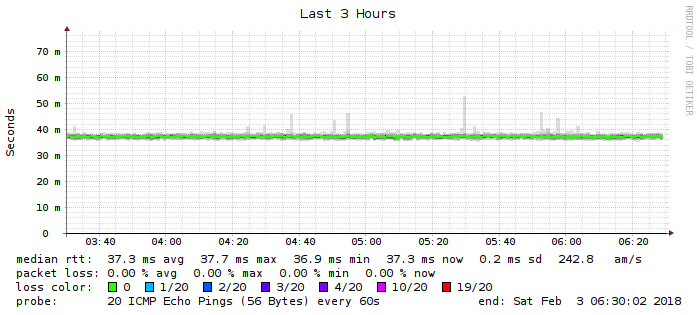 Last 3 Hours
RRDTOOL / TOBI OETIKER
Seconds
70 m
60 m
50 m
40 m
30 m
20 m
10 m
0
03:40 04:00 04:20 04:40 05:00 05:20 05:40 06:00 06:20
median rtt: 37.3 ms avg 37.7 ms max 36.9 ms min 37.3 ms now 0.2 ms sd 242.8 am/s
packet loss: 0.00 % avg 0.00 % max 0.00 % min 0.00 % now
loss color: 0 1/20 2/20 3/20 4/20 10/20 19/20
probe: 20 ICMP Echo Pings (56 Bytes) every 60s end: Sat Feb 3 06:30:02 2018